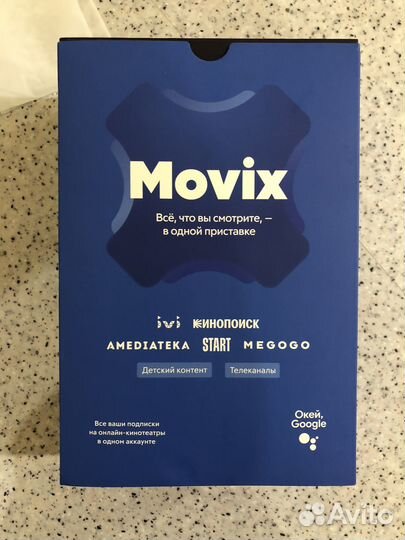 Movix
Всё, что вы смотрите, –
в одной приставке
ivi КИНОПОИСК
AMEDIATEKA START MEGOGO
Детский контент Телеканалы
Все ваши подписки
на онлайн-кинотеатры
в одном аккаунте
Окей,
Google
Avito